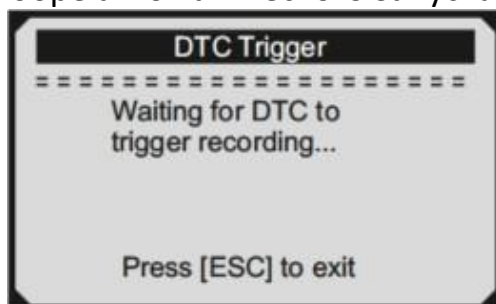 DTC Trigger
=====================
Waiting for DTC to
trigger recording...
Press [ESC] to exit